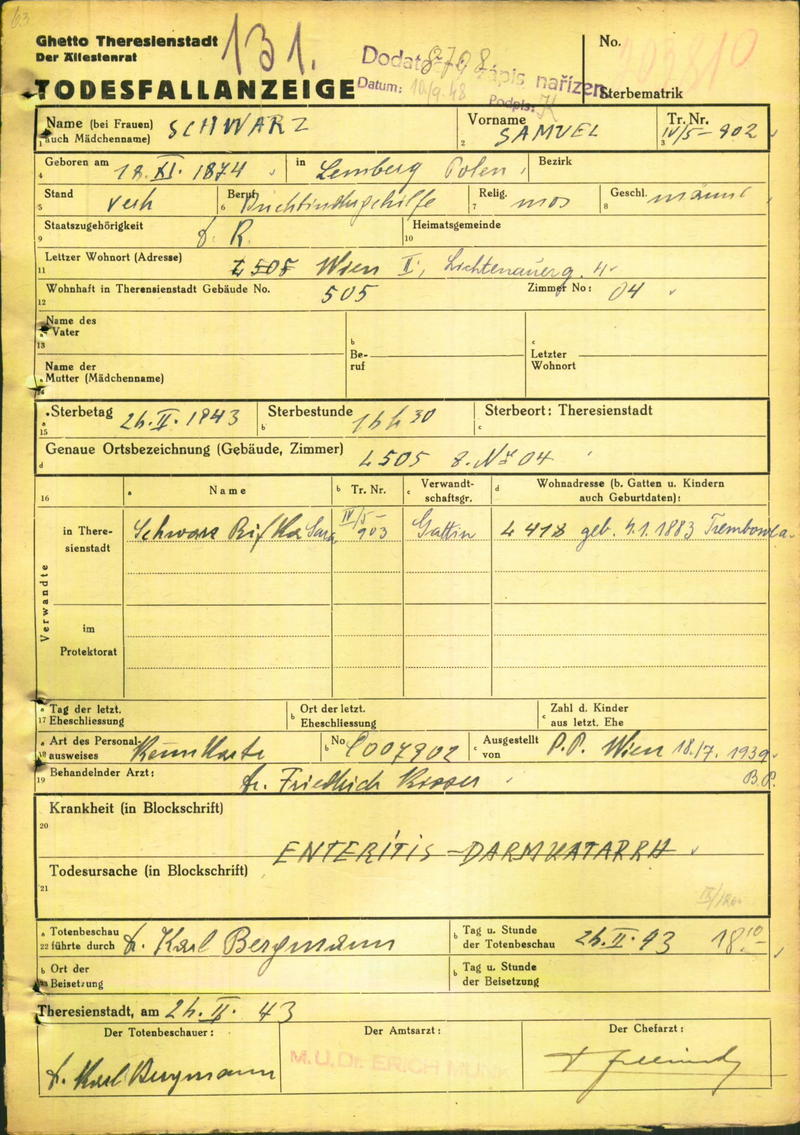 63
Ghetto Theresienstadt
Der Ältestenrat
131.
Dodat. zápis nařízen
8708
Datum: 10/9.48
Podpis: K
No.
TODESFALLANZEIGE
Sterbematrik
Name (bei Frauen auch Mädchenname) SCHWARZ
Vorname SAMUEL
Tr. Nr. IV/5-902
Geboren am 18.XI.1874 in Lemberg Polen Bezirk
Stand verh Beruf Relig. mos Geschl. männl
Staatszugehörigkeit D. R. Heimatsgemeinde
Letzter Wohnort (Adresse) Wien II, Lichtenauerg. 4
Wohnhaft in Theresienstadt Gebäude No. 505 Zimmer No: 04
Name des Vater
Beruf
Letzter Wohnort
Name der Mutter (Mädchenname)
Sterbetag 26.II.1943 Sterbestunde 16h30 Sterbeort: Theresienstadt
Genaue Ortsbezeichnung (Gebäude, Zimmer) L 505 Z. No 04
Name Tr. Nr. Verwandtschaftsgr. Wohnadresse (b. Gatten u. Kindern auch Geburtdaten):
Verwandte
in Theresienstadt Schwarz Rifka Sara IV/5-903 Gattin L 418 geb. 4.1.1883 Trembowla
im Protektorat
Tag der letzt. Eheschliessung Ort der letzt. Eheschliessung Zahl d. Kinder aus letzt. Ehe
Art des Personalausweises Kennkarte No. C007902 Ausgestellt von P.P. Wien 18/7. 1939
B.P.
Behandelnder Arzt: Dr. Friedrich
Krankheit (in Blockschrift)
ENTERITIS - DARMKATARRH
Todesursache (in Blockschrift)
Totenbeschau führte durch Dr. Karl Bergmann Tag u. Stunde der Totenbeschau 26.II.43 18.10
Ort der Beisetzung Tag u. Stunde der Beisetzung
Theresienstadt, am 26.II.43
Der Totenbeschauer: Der Amtsarzt: Der Chefarzt:
Dr. Karl Bergmann M.U.Dr. ERICH MUNK